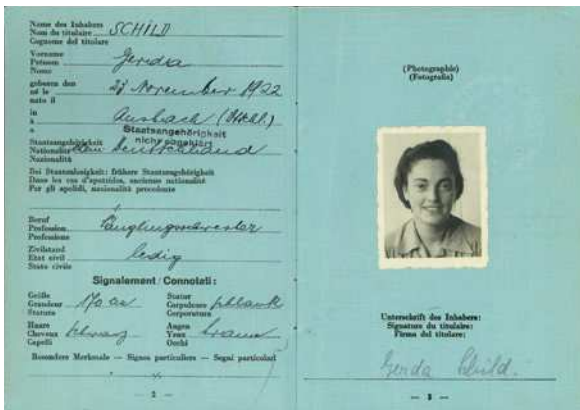 Name des Inhabers
Nom du titulaire SCHILD
Cognome del titolare
Vorname
Prénom Gerda
Nome
geboren den
né le 27 November 1922
nato il
in
à Ansbach (Dtschl.)
a
Staatsangehörigkeit
nicht abgeklärt
Staatsangehörigkeit
Nationalité Deutschland
Nazionalità
Bei Staatenlosigkeit: frühere Staatsangehörigkeit
Dans les cas d'apatrides, ancienne nationalité
Per gli apolidi, nazionalità precedente
Beruf
Profession Säuglingsschwester
Professione
Zivilstand
Etat civil ledig
Stato civile
Signalement / Connotati:
Größe
Grandeur 170 cm
Statura
Statur
Corpulence schlank
Corporatura
Haare
Cheveux schwarz
Capelli
Augen
Yeux braun
Occhi
Besondere Merkmale — Signes particuliers — Segni particolari
— 2 —
(Photographie)
(Fotografia)
Unterschrift des Inhabers:
Signature du titulaire:
Firma del titolare:
Gerda Schild.
— 3 —